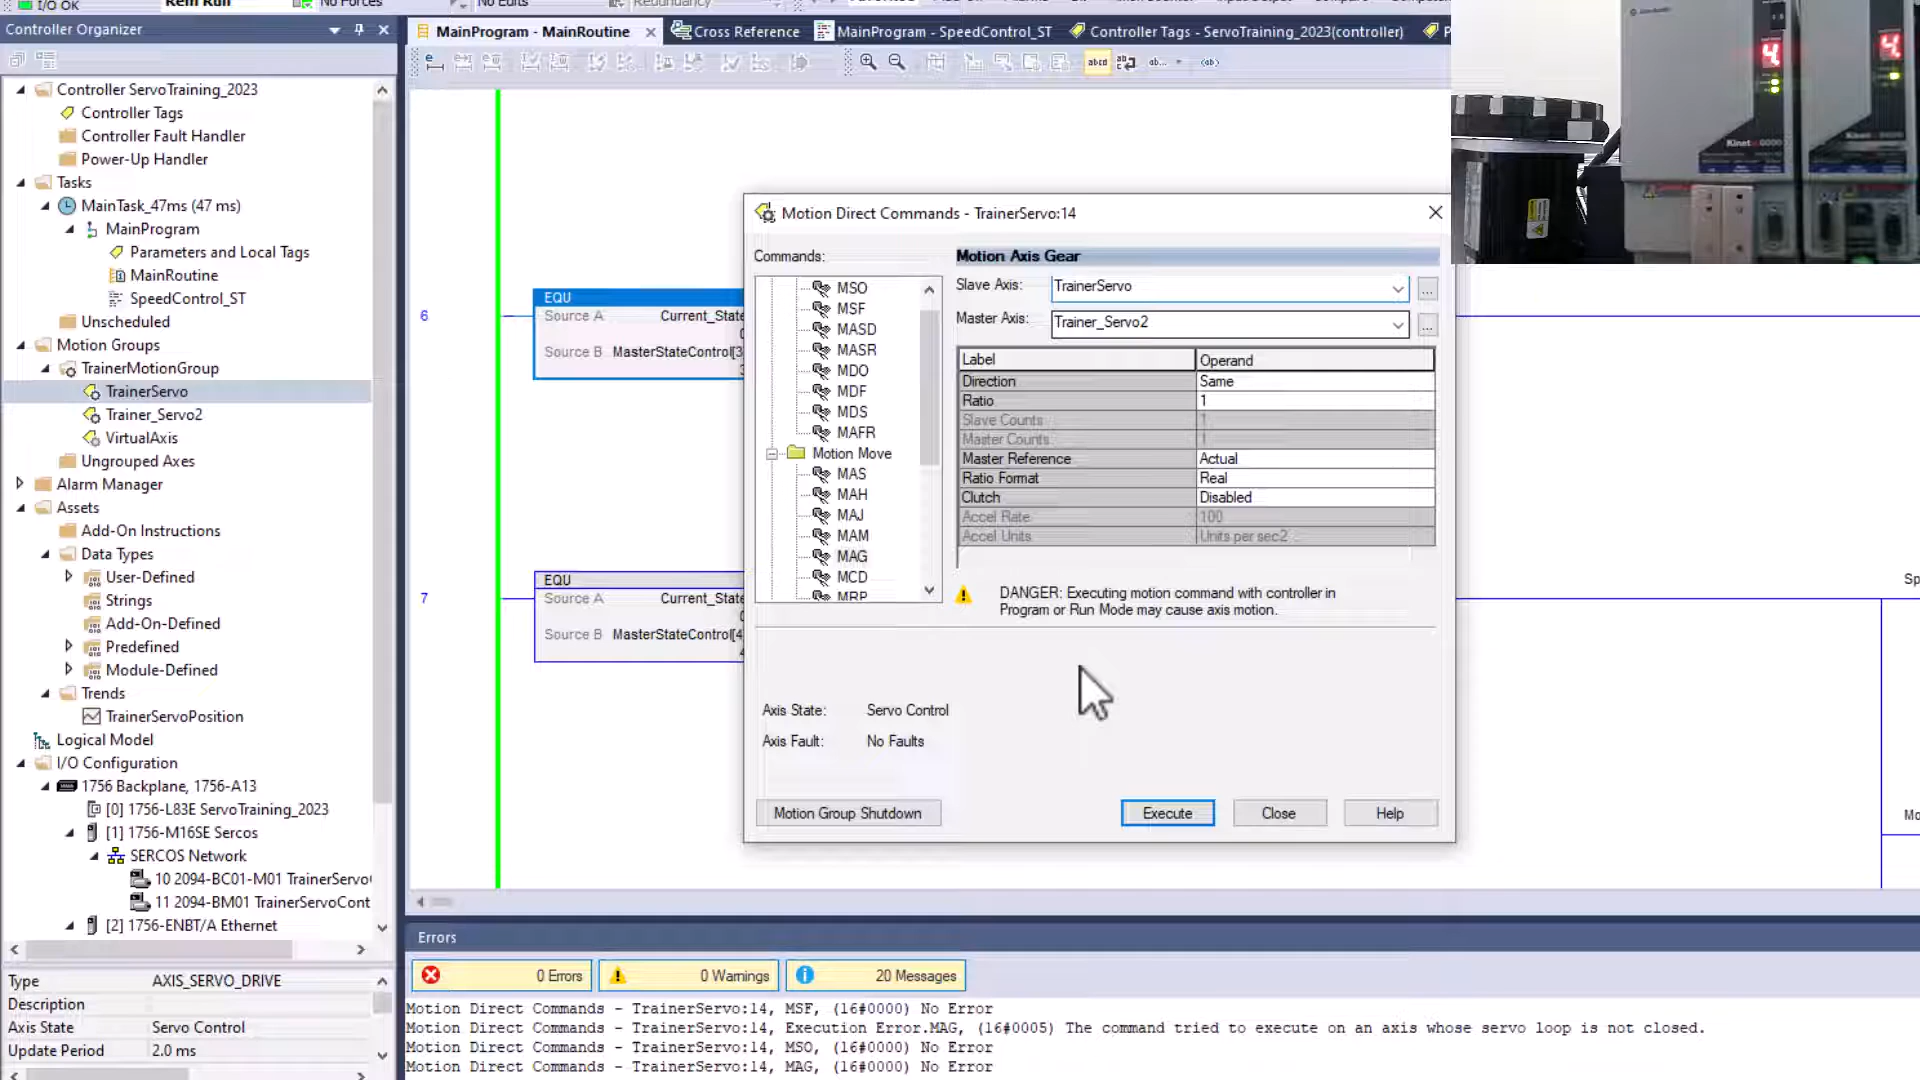 I/O OK
Rem Run
No Forces
No Edits
Redundancy
Controller Organizer
MainProgram - MainRoutine
Cross Reference
MainProgram - SpeedControl_ST
Controller Tags - ServoTraining_2023(controller)
Controller ServoTraining_2023
Controller Tags
Controller Fault Handler
Power-Up Handler
Tasks
MainTask_47ms (47 ms)
MainProgram
Parameters and Local Tags
MainRoutine
SpeedControl_ST
Unscheduled
Motion Groups
TrainerMotionGroup
TrainerServo
Trainer_Servo2
VirtualAxis
Ungrouped Axes
Alarm Manager
Assets
Add-On Instructions
Data Types
User-Defined
Strings
Add-On-Defined
Predefined
Module-Defined
Trends
TrainerServoPosition
Logical Model
I/O Configuration
1756 Backplane, 1756-A13
[0] 1756-L83E ServoTraining_2023
[1] 1756-M16SE Sercos
SERCOS Network
10 2094-BC01-M01 TrainerServo
11 2094-BM01 TrainerServoCont
[2] 1756-ENBT/A Ethernet
Type AXIS_SERVO_DRIVE
Description
Axis State Servo Control
Update Period 2.0 ms
6
EQU
Source A Current_State
0
Source B MasterStateControl[3
3
7
EQU
Source A Current_State
0
Source B MasterStateControl[4
4
Motion Direct Commands - TrainerServo:14
Commands:
MSO
MSF
MASD
MASR
MDO
MDF
MDS
MAFR
Motion Move
MAS
MAH
MAJ
MAM
MAG
MCD
MRP
Motion Axis Gear
Slave Axis: TrainerServo ...
Master Axis: Trainer_Servo2 ...
Label Operand
Direction Same
Ratio 1
Slave Counts 1
Master Counts 1
Master Reference Actual
Ratio Format Real
Clutch Disabled
Accel Rate 100
Accel Units Units per sec2
DANGER: Executing motion command with controller in
Program or Run Mode may cause axis motion.
Axis State: Servo Control
Axis Fault: No Faults
Motion Group Shutdown
Execute
Close
Help
4
4
Kinetix 6000
Sp
Mo
Errors
0 Errors
0 Warnings
20 Messages
Motion Direct Commands - TrainerServo:14, MSF, (16#0000) No Error
Motion Direct Commands - TrainerServo:14, Execution Error.MAG, (16#0005) The command tried to execute on an axis whose servo loop is not closed.
Motion Direct Commands - TrainerServo:14, MSO, (16#0000) No Error
Motion Direct Commands - TrainerServo:14, MAG, (16#0000) No Error